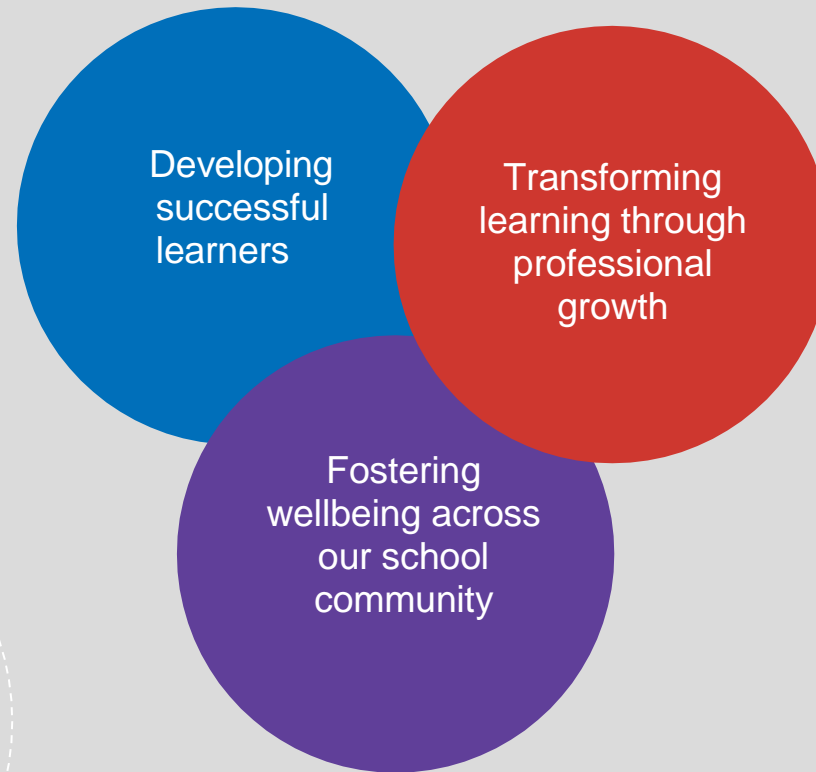 Developing
successful
learners
Transforming
learning through
professional
growth
Fostering
wellbeing across
our school
community